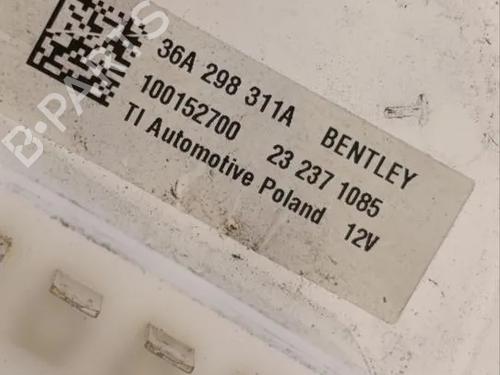 36A 298 311A BENTLEY
100152700 23 237 1085
TI Automotive Poland 12V
B-PARTS